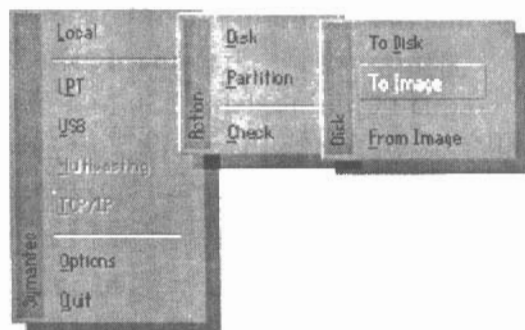 Local
LPT
USB
Multicasting
TCP/IP
Options
Quit
Symantec
Disk
Partition
Check
Action
To Disk
To Image
From Image
Disk